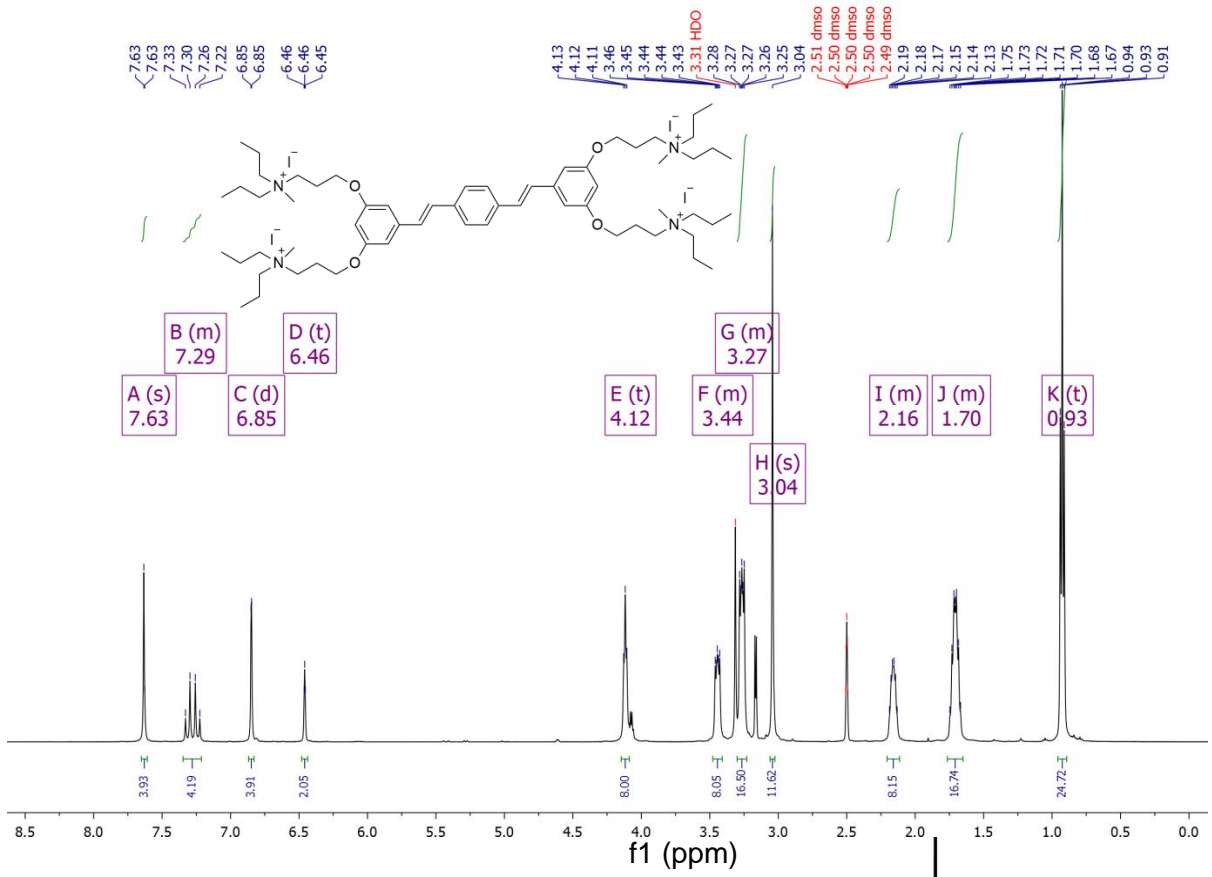 7.63 7.63 7.33 7.30 7.26 7.22 6.85 6.85 6.46 6.46 6.45 4.13 4.12 4.11 3.46 3.45 3.44 3.44 3.43 3.31 HDO 3.28 3.27 3.27 3.26 3.25 3.04 2.51 dmso 2.50 dmso 2.50 dmso 2.50 dmso 2.49 dmso 2.19 2.18 2.17 2.15 2.14 2.13 1.75 1.73 1.72 1.71 1.70 1.68 1.67 0.94 0.93 0.91
I⁻ N⁺ O O N⁺ I⁻
I⁻ N⁺ O O N⁺ I⁻
B (m) D (t) G (m)
7.29 6.46 3.27
A (s) C (d) E (t) F (m) I (m) J (m) K (t)
7.63 6.85 4.12 3.44 2.16 1.70 0.93
H (s)
3.04
3.93 4.19 3.91 2.05 8.00 8.05 16.50 11.62 8.15 16.74 24.72
8.5 8.0 7.5 7.0 6.5 6.0 5.5 5.0 4.5 4.0 3.5 3.0 2.5 2.0 1.5 1.0 0.5 0.0
f1 (ppm)